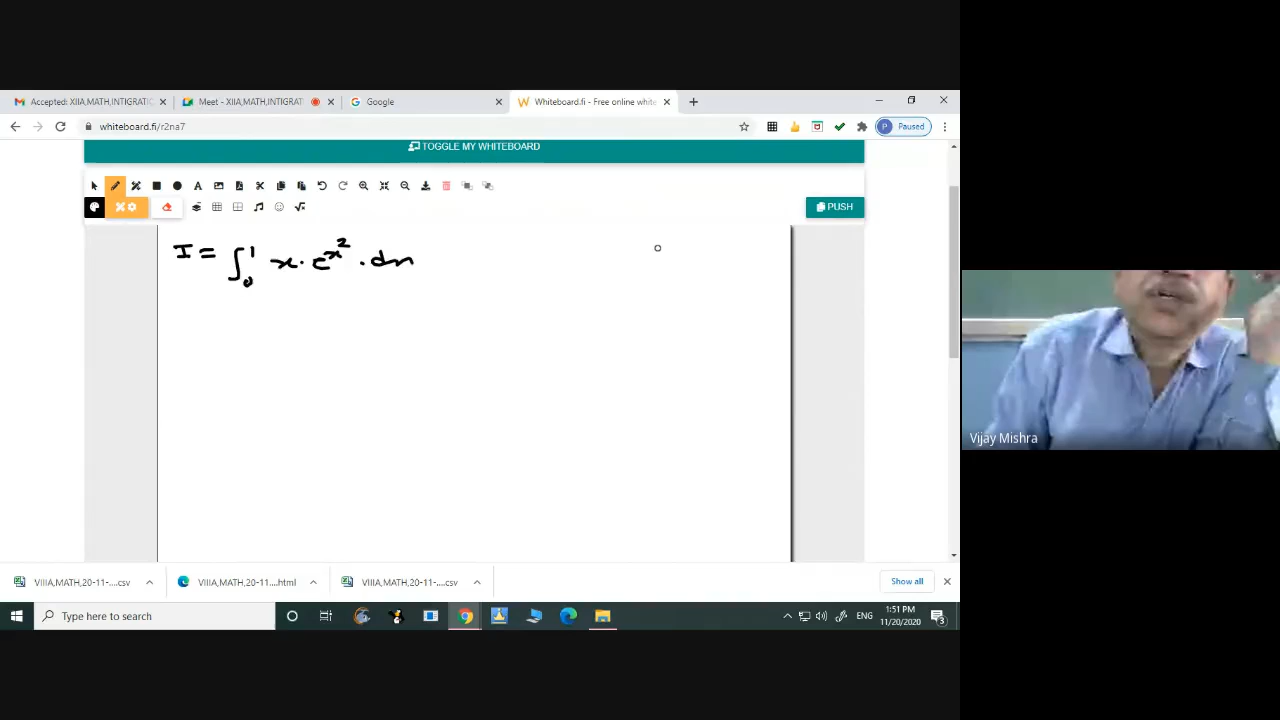 Accepted: XIIA,MATH,INTIGRATIC
Meet - XIIA,MATH,INTIGRAT
Google
Whiteboard.fi - Free online white
whiteboard.fi/r2na7
P Paused
TOGGLE MY WHITEBOARD
PUSH
I = ∫₀¹ x · e^x² · dx
Vijay Mishra
VIIIA,MATH,20-11-....csv
VIIIA,MATH,20-11....html
VIIIA,MATH,20-11-....csv
Show all
Type here to search
ENG
1:51 PM
11/20/2020
3